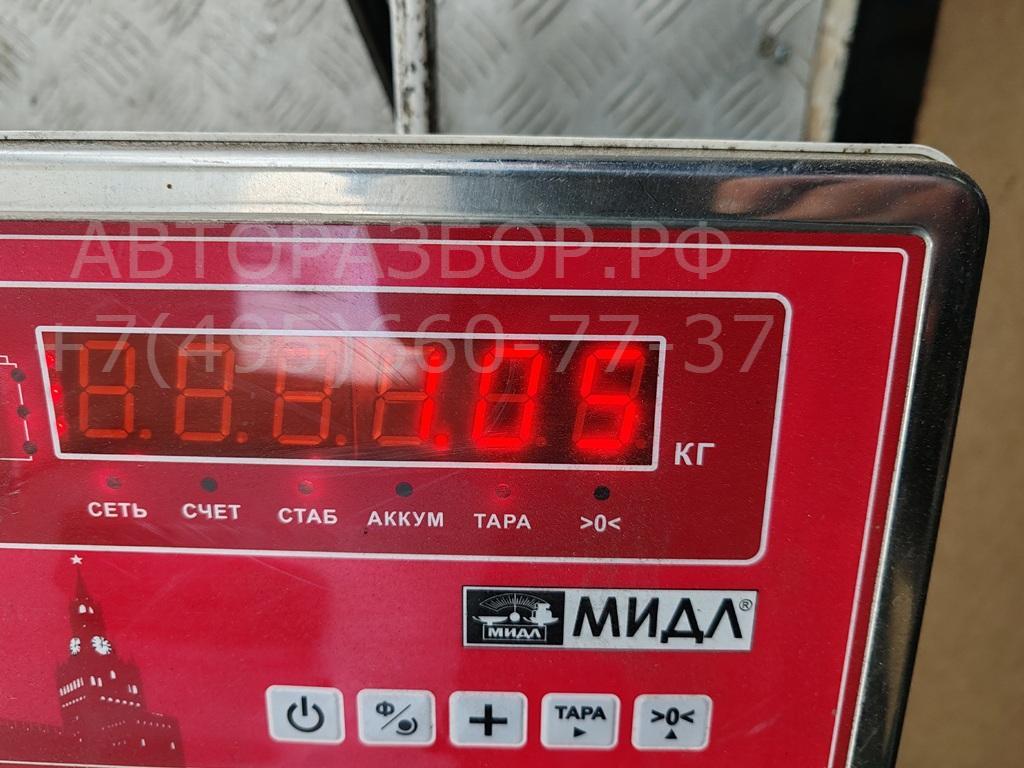 АВТОРАЗБОР.РФ
+7(495)660-77-37
1.05
КГ
СЕТЬ СЧЕТ СТАБ АККУМ ТАРА >0<
МИДЛ МИДЛ®
Ф ТАРА >0<